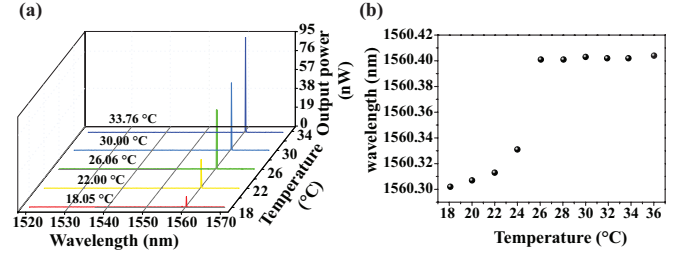 (a)
95
76
57
38
19
0
Output power
(nW)
33.76 °C
30.00 °C
26.06 °C
22.00 °C
18.05 °C
34
30
26
22
18
Temperature
(°C)
1520 1530 1540 1550 1560 1570
Wavelength (nm)
(b)
1560.42
1560.40
1560.38
1560.36
1560.34
1560.32
1560.30
wavelength (nm)
18 20 22 24 26 28 30 32 34 36
Temperature (°C)